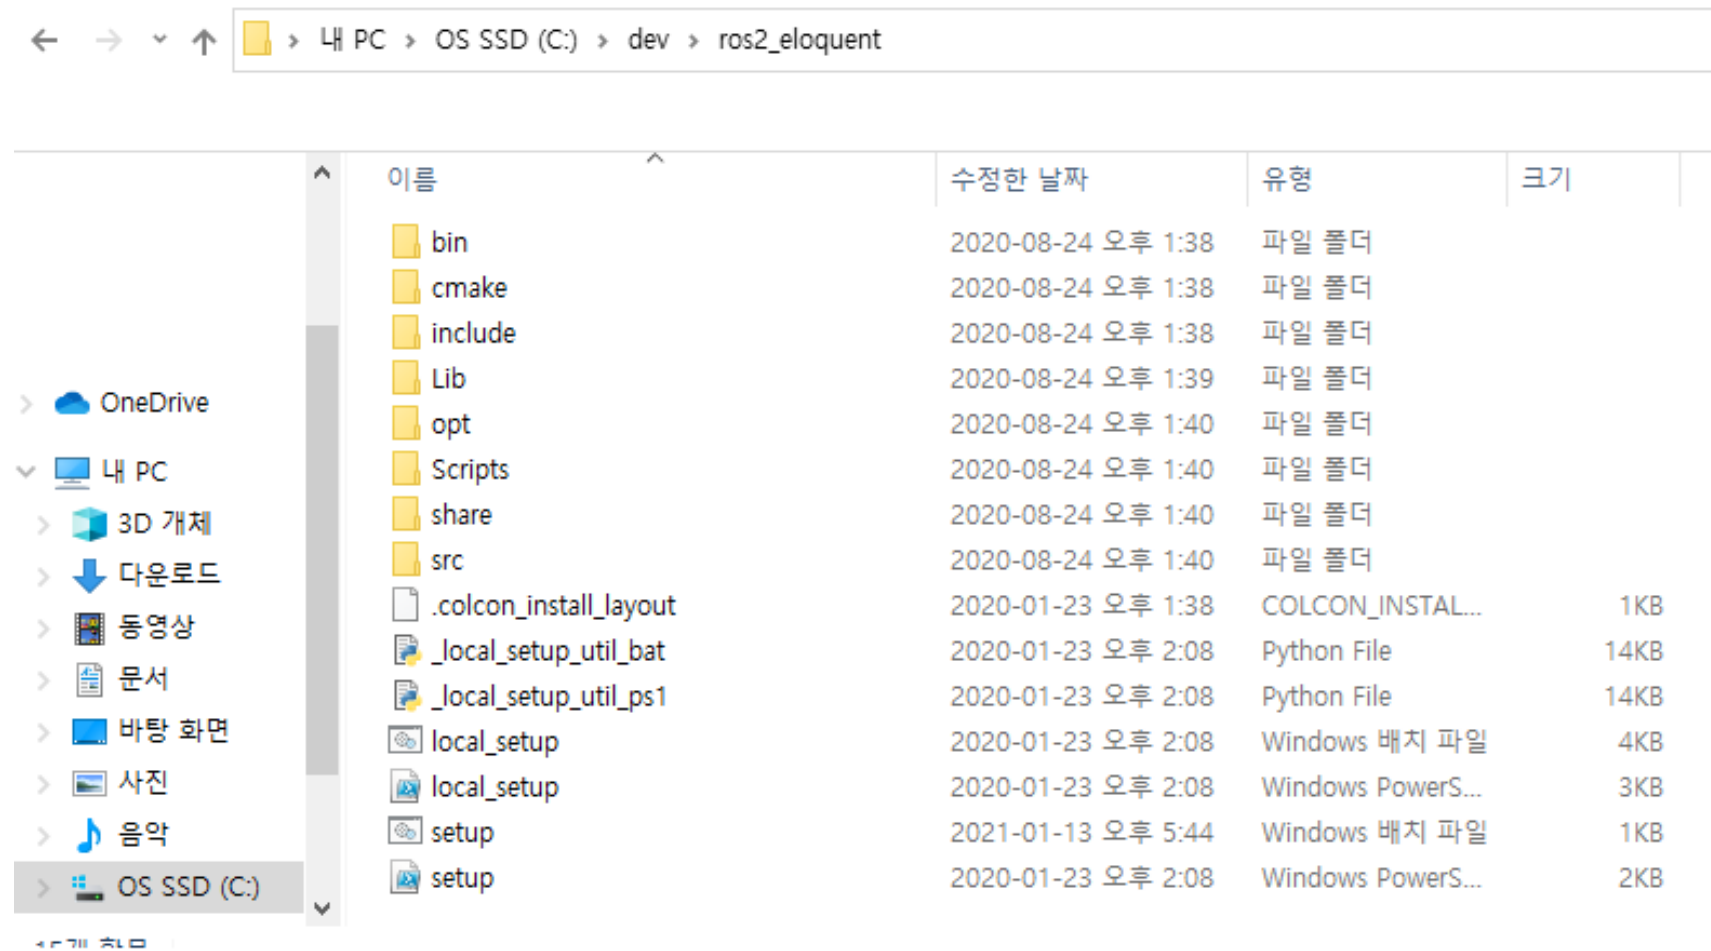 내 PC > OS SSD (C:) > dev > ros2_eloquent
이름 수정한 날짜 유형 크기
bin 2020-08-24 오후 1:38 파일 폴더
cmake 2020-08-24 오후 1:38 파일 폴더
include 2020-08-24 오후 1:38 파일 폴더
Lib 2020-08-24 오후 1:39 파일 폴더
opt 2020-08-24 오후 1:40 파일 폴더
Scripts 2020-08-24 오후 1:40 파일 폴더
share 2020-08-24 오후 1:40 파일 폴더
src 2020-08-24 오후 1:40 파일 폴더
.colcon_install_layout 2020-01-23 오후 1:38 COLCON_INSTAL... 1KB
_local_setup_util_bat 2020-01-23 오후 2:08 Python File 14KB
_local_setup_util_ps1 2020-01-23 오후 2:08 Python File 14KB
local_setup 2020-01-23 오후 2:08 Windows 배치 파일 4KB
local_setup 2020-01-23 오후 2:08 Windows PowerS... 3KB
setup 2021-01-13 오후 5:44 Windows 배치 파일 1KB
setup 2020-01-23 오후 2:08 Windows PowerS... 2KB
OneDrive
내 PC
3D 개체
다운로드
동영상
문서
바탕 화면
사진
음악
OS SSD (C:)
15개 항목